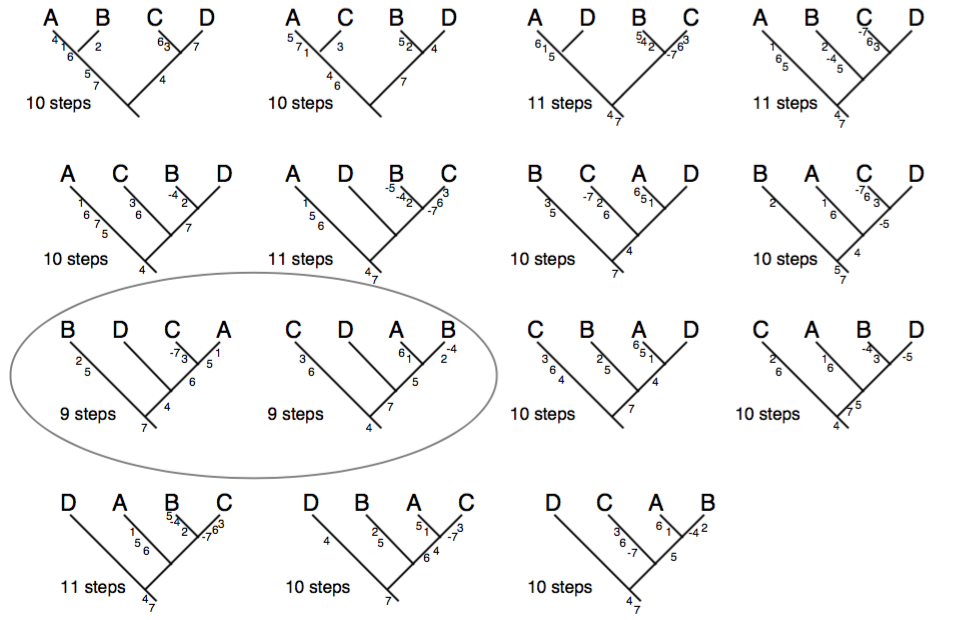 A B C D
4 1 6 2 6 3 7
5 7 4
10 steps
A C B D
5 7 1 3 5 2 4
4 6 7
10 steps
A D B C
6 1 5 5 -4 2 -7 6 3
11 steps
4 7
A B C D
1 6 5 2 -4 5 -7 6 3
11 steps
4 7
A C B D
1 6 7 5 3 6 -4 2
7
10 steps
4
A D B C
1 5 6 -5 -4 2 -7 6 3
11 steps
4 7
B C A D
3 5 -7 2 6 6 5 1
4
10 steps
7
B A C D
2 1 6 -7 6 3 -5
4
10 steps
5 7
B D C A
2 5 -7 3 5 1
6
4
9 steps
7
C D A B
3 6 6 1 2 -4
5
7
9 steps
4
C B A D
3 6 4 2 5 6 5 1
4
7
10 steps
C A B D
2 6 1 6 -4 3 -5
7 5
10 steps
4
D A B C
1 5 6 5 -4 2 -7 6 3
11 steps
4 7
D B A C
4 2 5 5 1 -7 3
6 4
10 steps
7
D C A B
3 6 -7 6 1 -4 2
5
10 steps
4 7